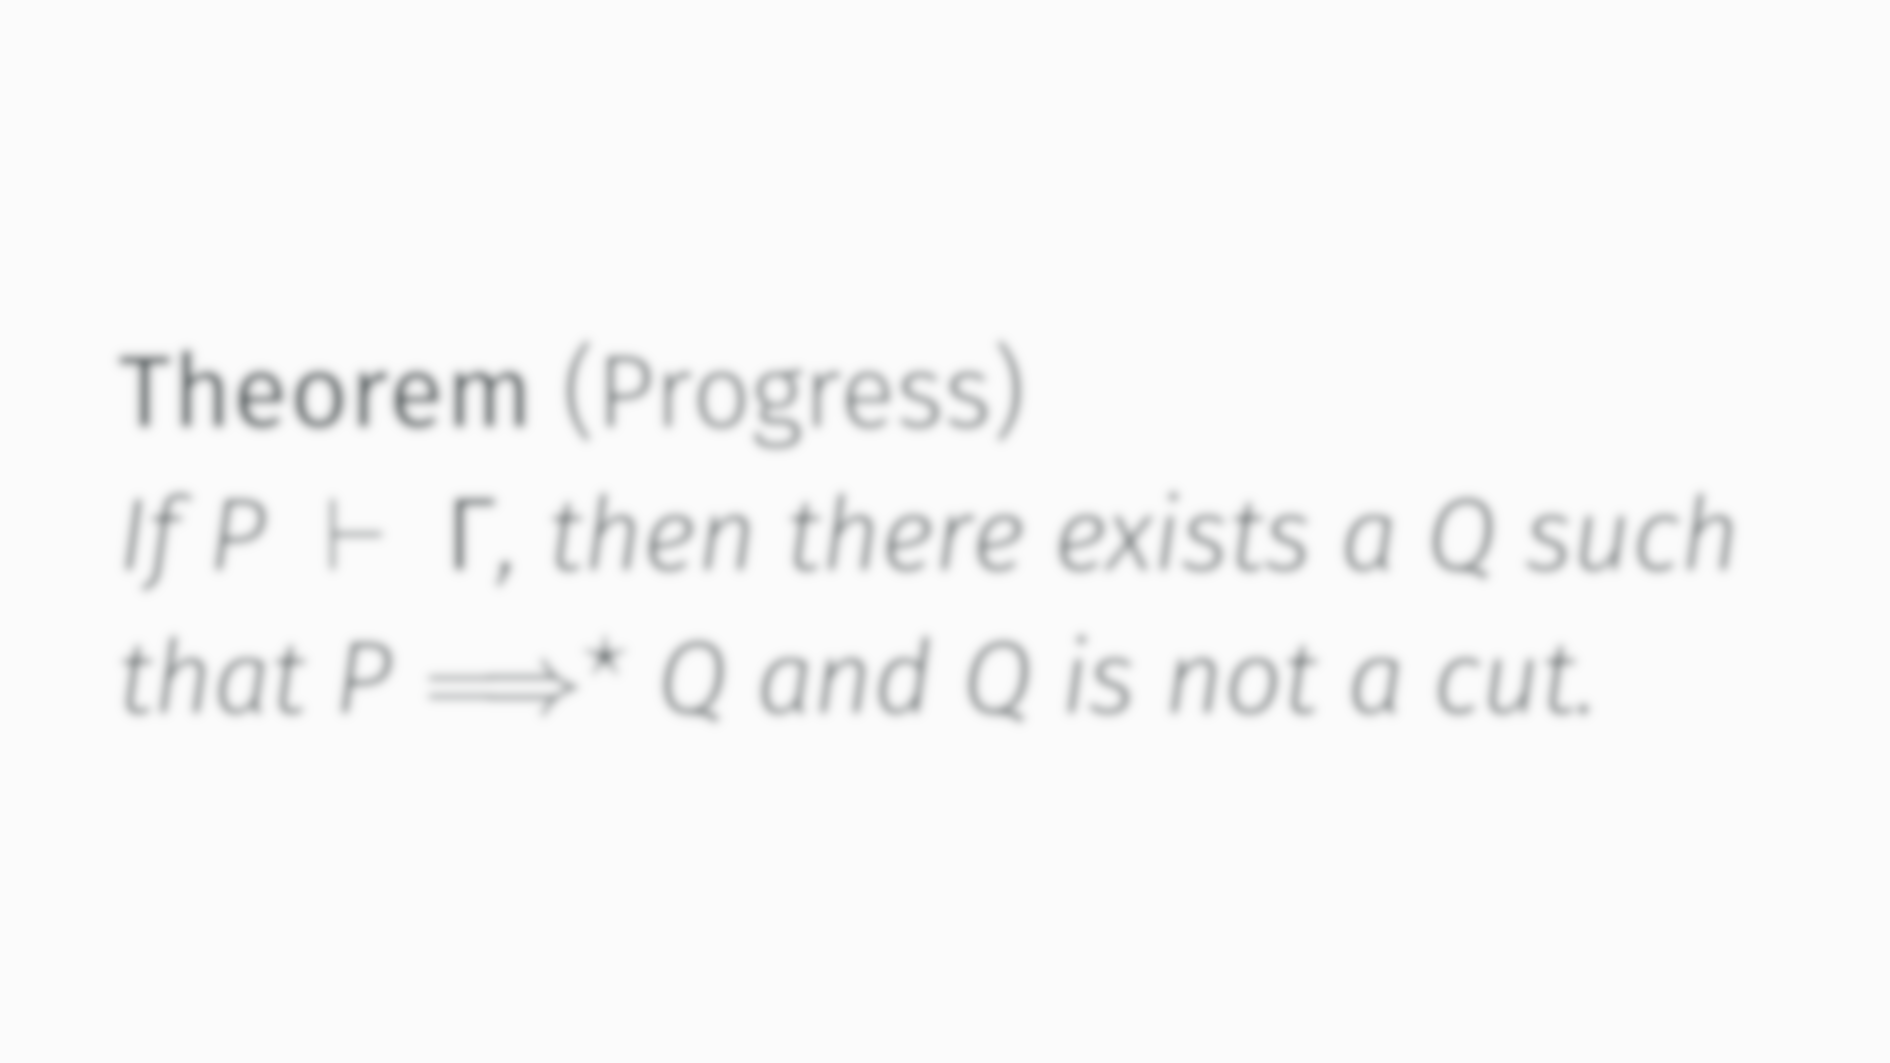 Theorem (Progress)
If P ⊢ Γ, then there exists a Q such
that P ⟹* Q and Q is not a cut.